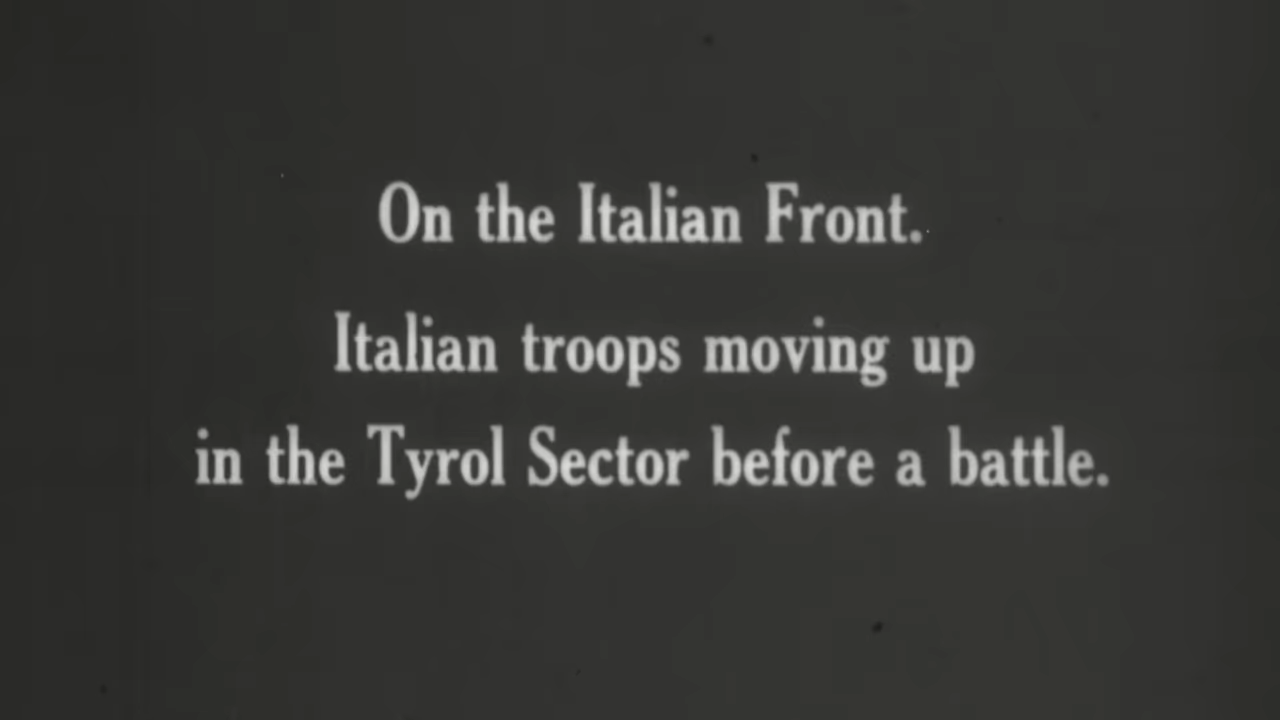 On the Italian Front.
Italian troops moving up
in the Tyrol Sector before a battle.